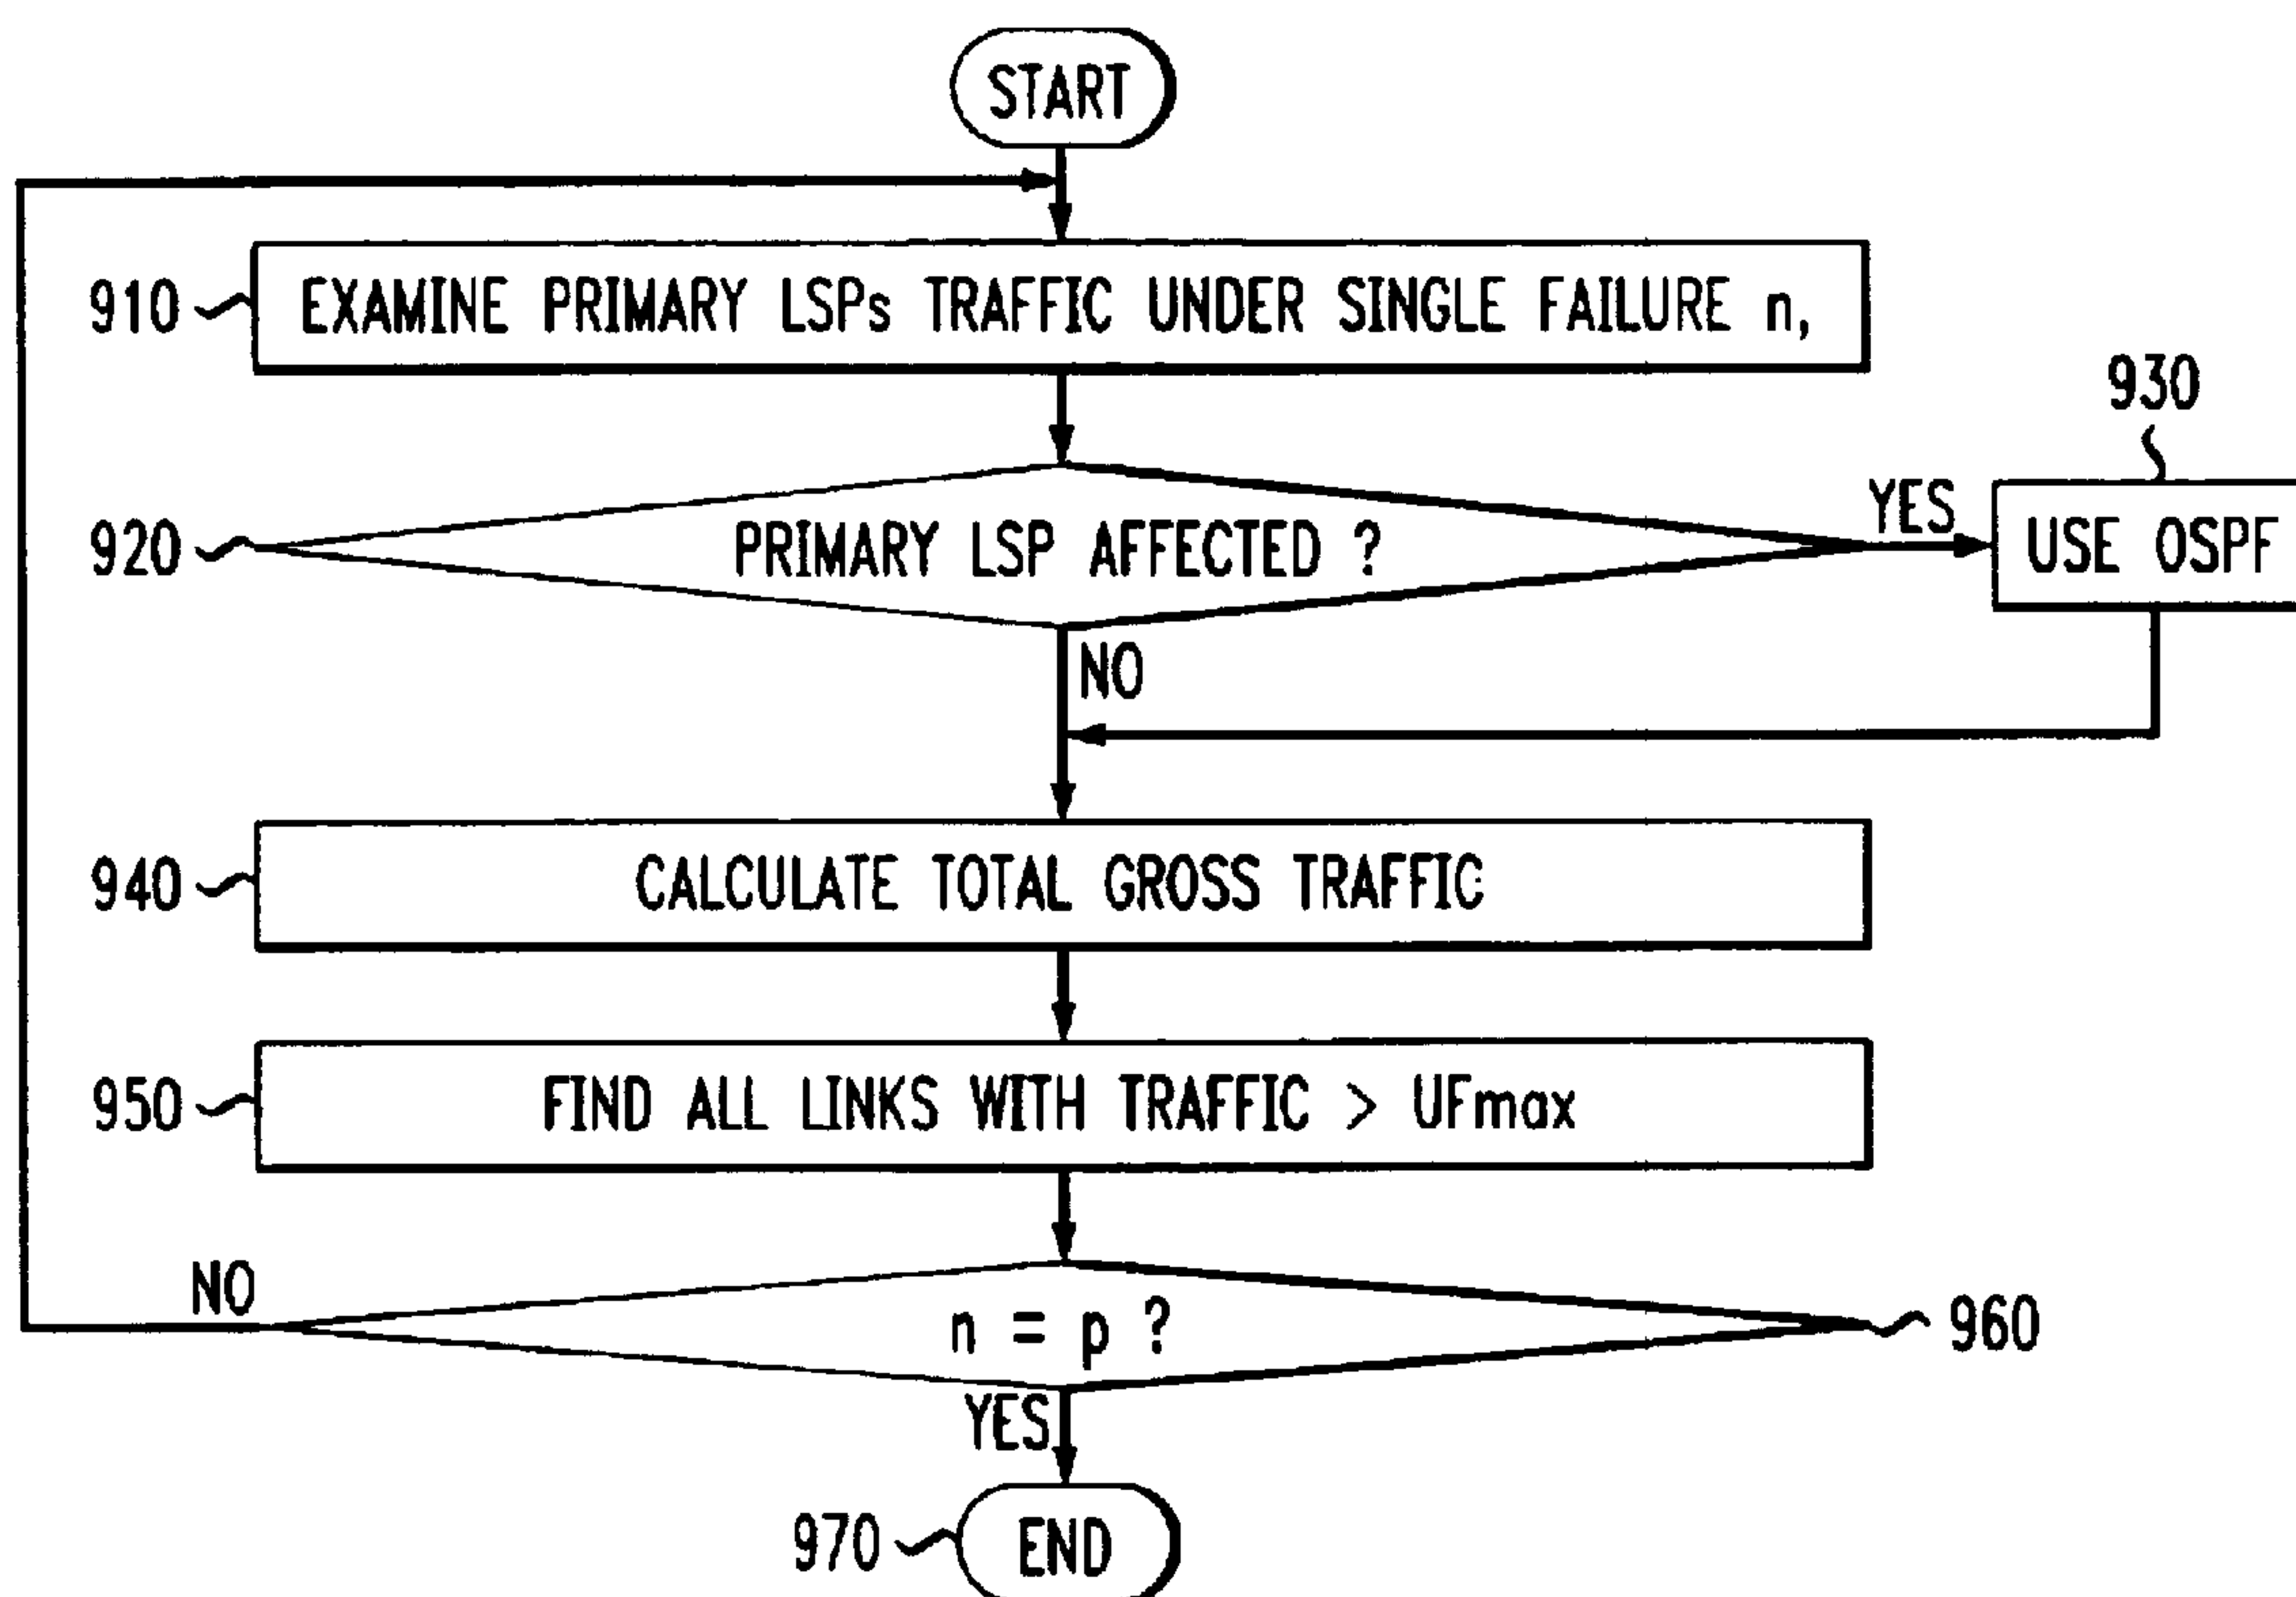 START
910
EXAMINE PRIMARY LSPs TRAFFIC UNDER SINGLE FAILURE n,
930
920
PRIMARY LSP AFFECTED ?
YES
USE OSPF
NO
940
CALCULATE TOTAL GROSS TRAFFIC
950
FIND ALL LINKS WITH TRAFFIC > UFmax
NO
n = p ?
960
YES
970
END